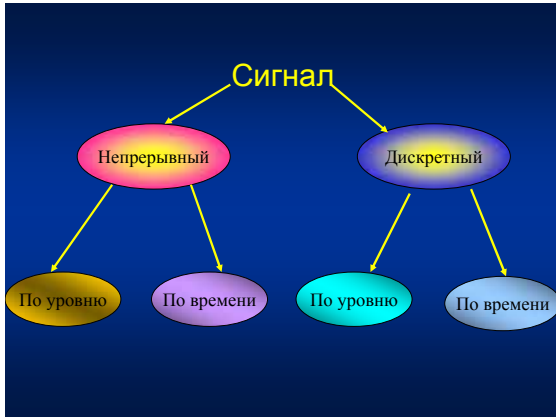 Сигнал
Непрерывный
Дискретный
По уровню
По времени
По уровню
По времени